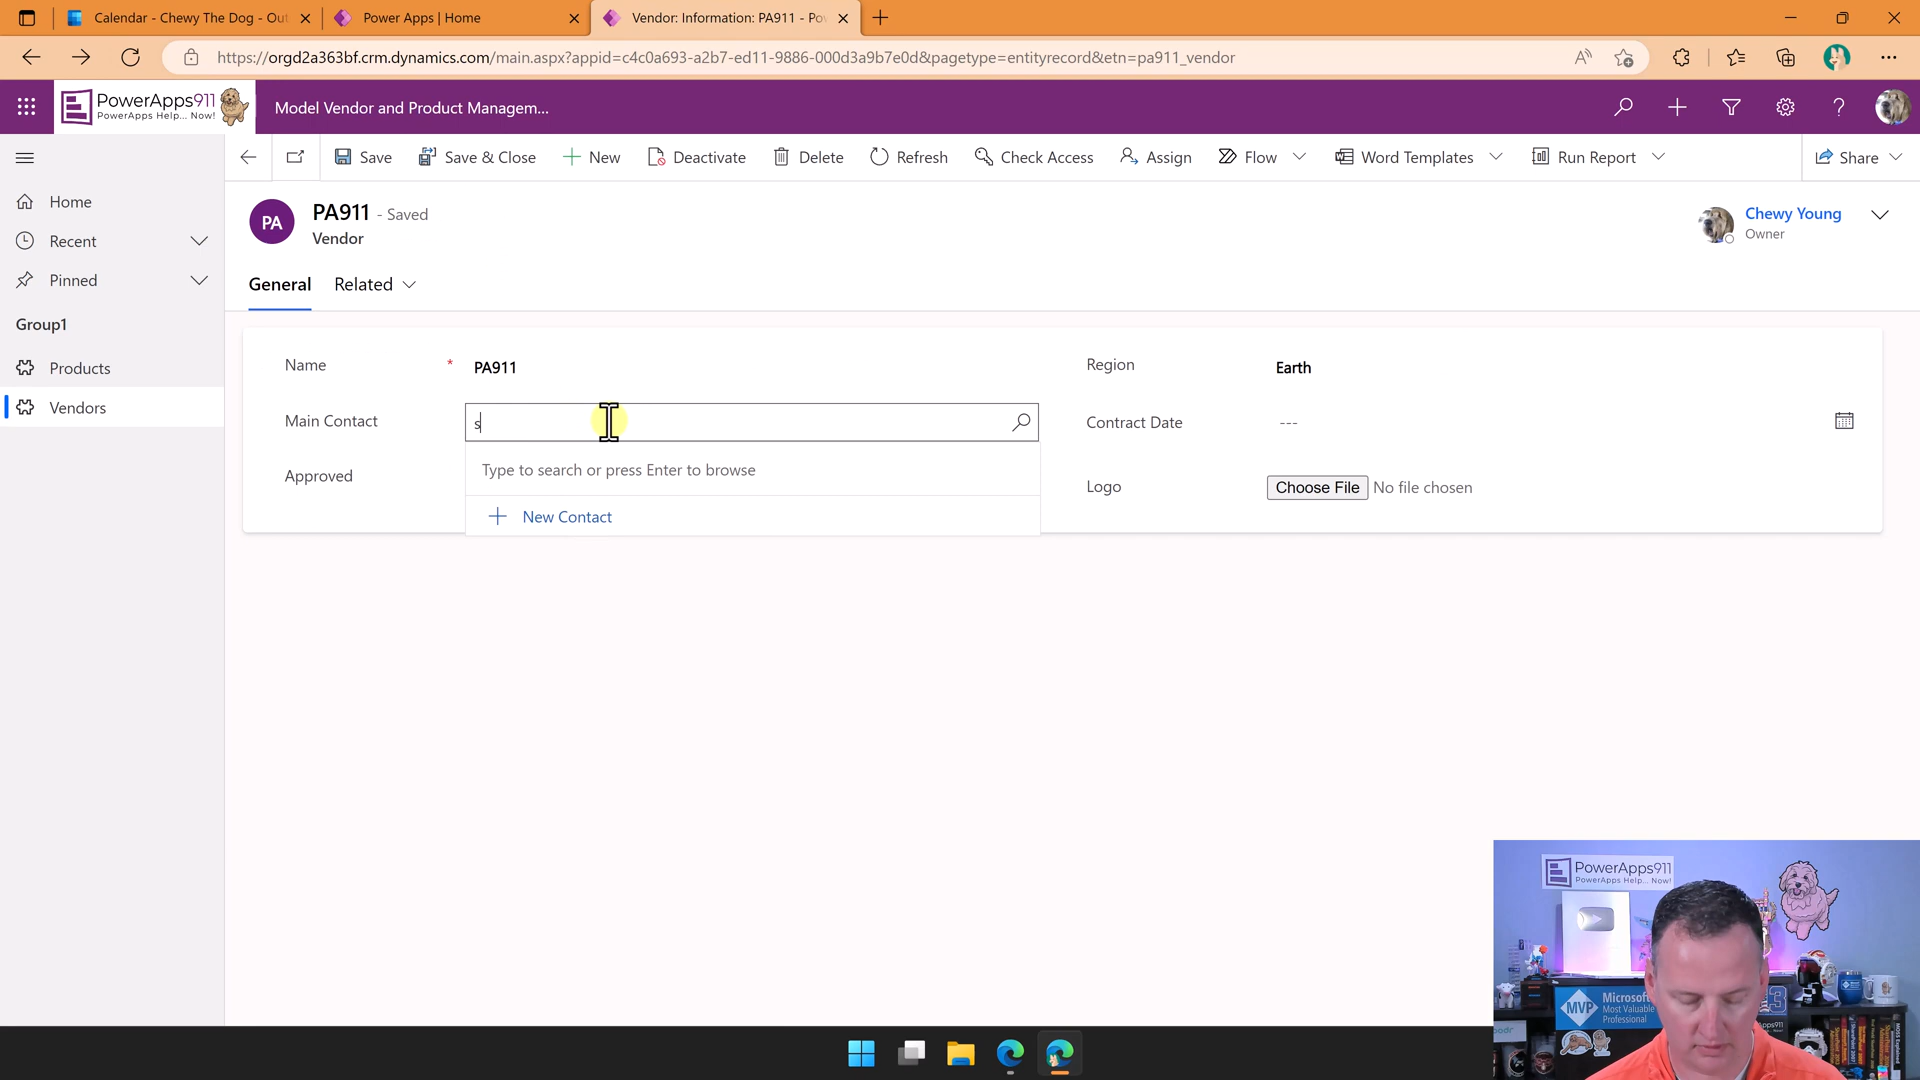 Calendar - Chewy The Dog - Out
Power Apps | Home
Vendor: Information: PA911 - Po
https://orgd2a363bf.crm.dynamics.com/main.aspx?appid=c4c0a693-a2b7-ed11-9886-000d3a9b7e0d&pagetype=entityrecord&etn=pa911_vendor
PowerApps911
PowerApps Help... Now!
Model Vendor and Product Managem...
Save
Save & Close
New
Deactivate
Delete
Refresh
Check Access
Assign
Flow
Word Templates
Run Report
Share
Home
Recent
Pinned
Group1
Products
Vendors
PA
PA911 - Saved
Vendor
Chewy Young
Owner
General
Related
Name *
PA911
Region
Earth
Main Contact
s
Contract Date
---
Type to search or press Enter to browse
Approved
New Contact
Logo
Choose File
No file chosen
PowerApps911
PowerApps Help... Now!
MVP
Microsoft
Most Valuable
Professional